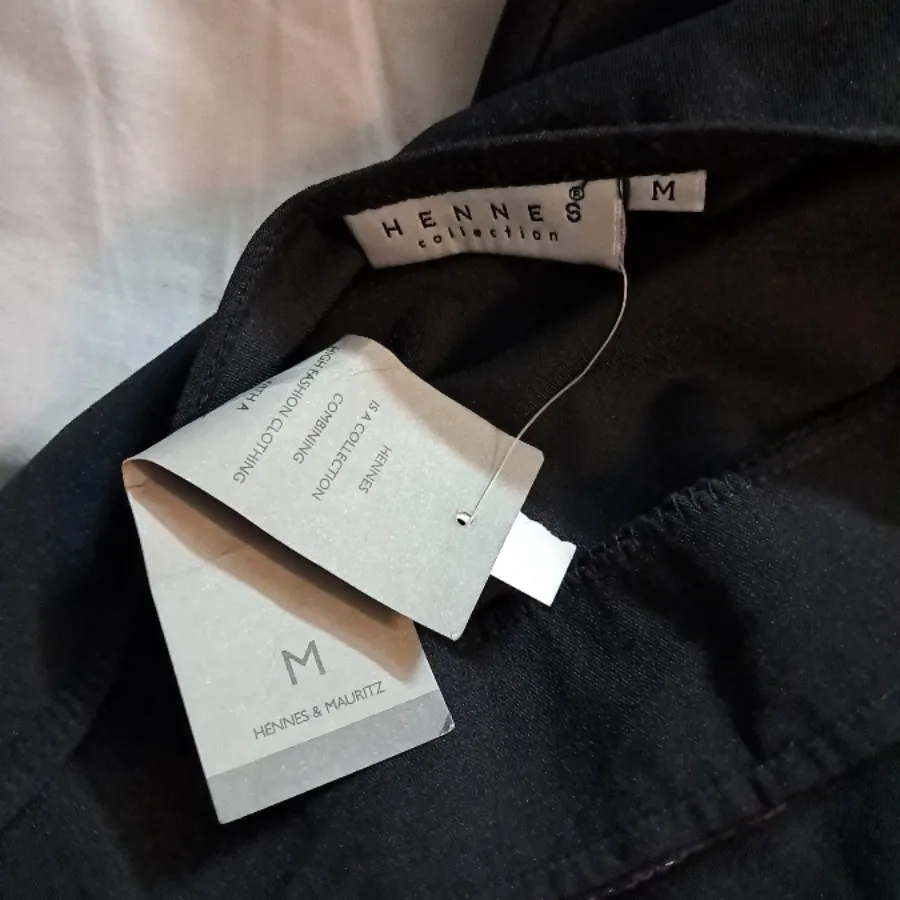 HENNES®
collection
M
HENNES
IS A COLLECTION
COMBINING
HIGH FASHION CLOTHING
WITH A
M
HENNES & MAURITZ